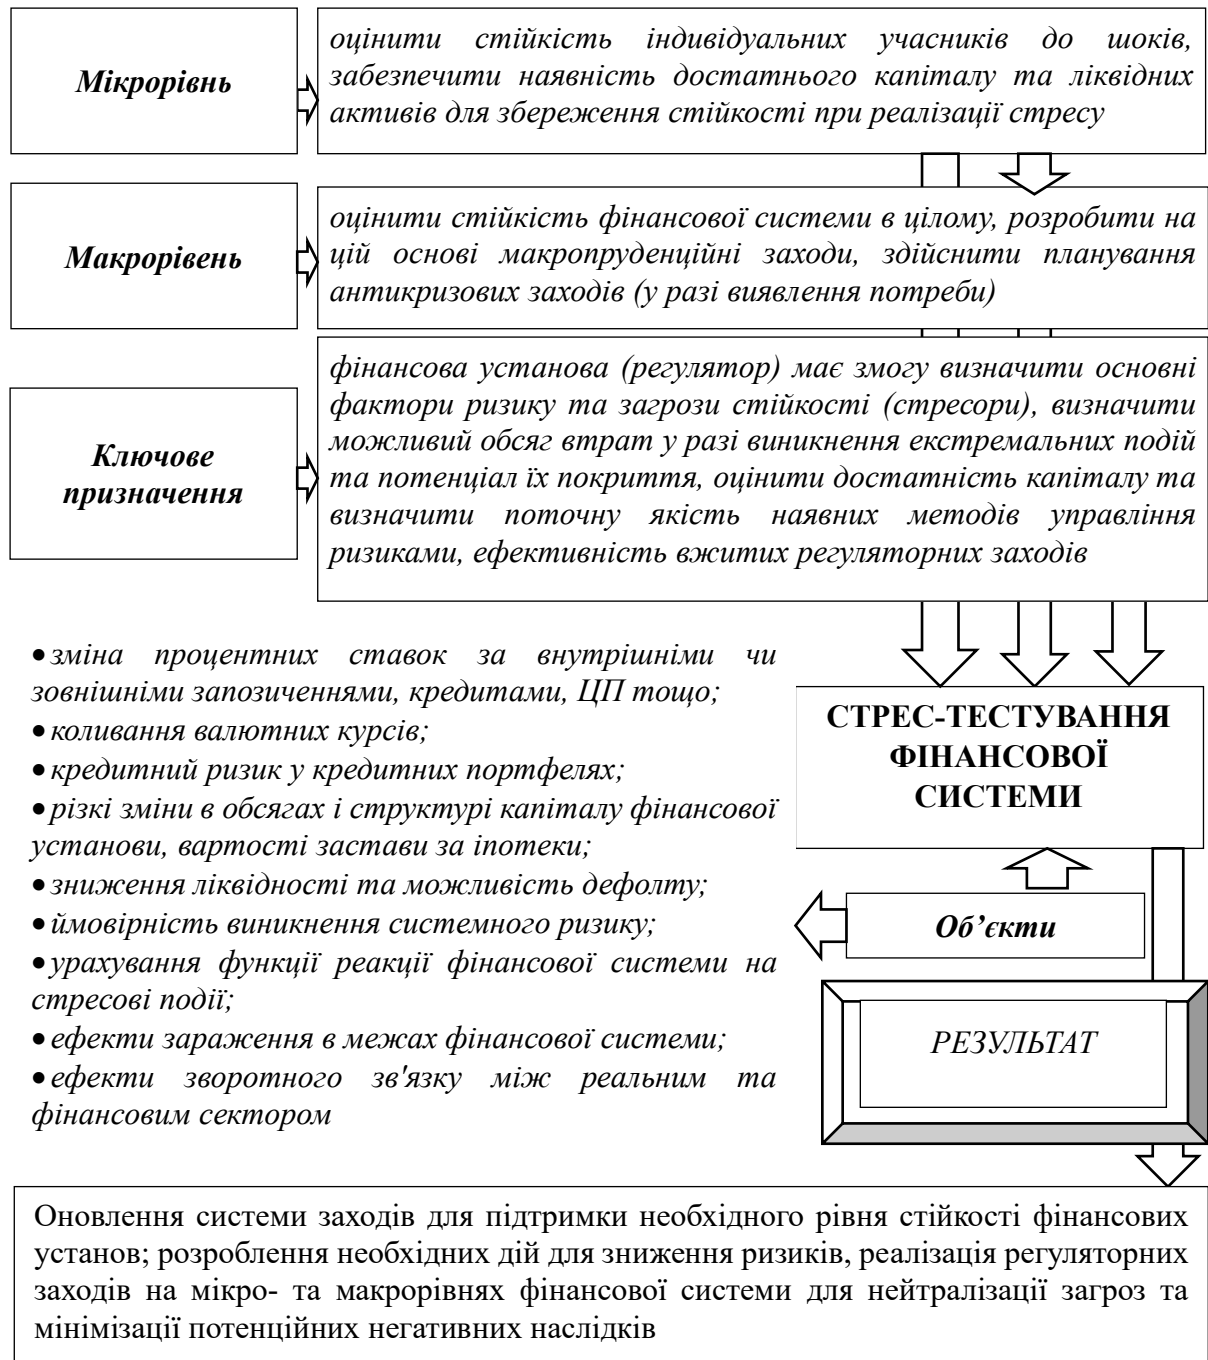 Мікрорівнь
оцінити стійкість індивідуальних учасників до шоків,
забезпечити наявність достатнього капіталу та ліквідних
активів для збереження стійкості при реалізації стресу
Макрорівень
оцінити стійкість фінансової системи в цілому, розробити на
цій основі макропруденційні заходи, здійснити планування
антикризових заходів (у разі виявлення потреби)
Ключове
призначення
фінансова установа (регулятор) має змогу визначити основні
фактори ризику та загрози стійкості (стресори), визначити
можливий обсяг втрат у разі виникнення екстремальних подій
та потенціал їх покриття, оцінити достатність капіталу та
визначити поточну якість наявних методів управління
ризиками, ефективність вжитих регуляторних заходів
• зміна процентних ставок за внутрішніми чи
зовнішніми запозиченнями, кредитами, ЦП тощо;
• коливання валютних курсів;
• кредитний ризик у кредитних портфелях;
• різкі зміни в обсягах і структурі капіталу фінансової
установи, вартості застави за іпотеки;
• зниження ліквідності та можливість дефолту;
• ймовірність виникнення системного ризику;
• урахування функції реакції фінансової системи на
стресові події;
• ефекти зараження в межах фінансової системи;
• ефекти зворотного зв'язку між реальним та
фінансовим сектором
СТРЕС-ТЕСТУВАННЯ
ФІНАНСОВОЇ
СИСТЕМИ
Об’єкти
РЕЗУЛЬТАТ
Оновлення системи заходів для підтримки необхідного рівня стійкості фінансових
установ; розроблення необхідних дій для зниження ризиків, реалізація регуляторних
заходів на мікро- та макрорівнях фінансової системи для нейтралізації загроз та
мінімізації потенційних негативних наслідків